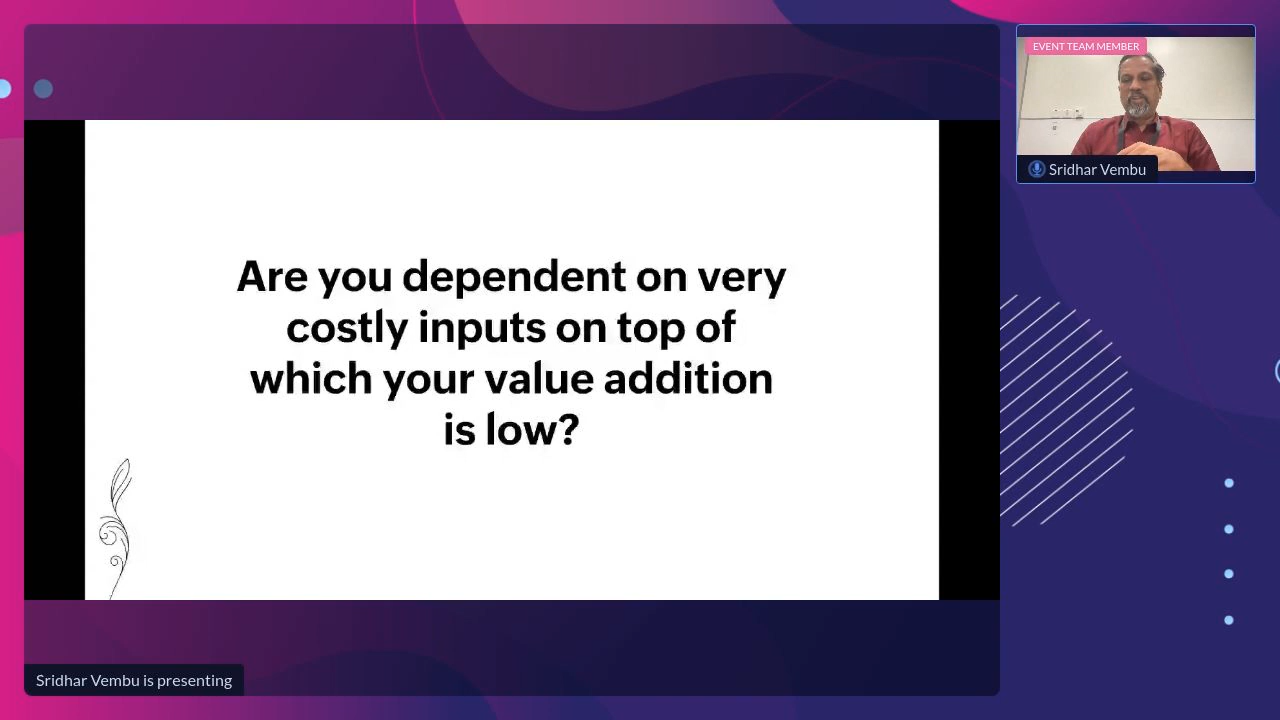 EVENT TEAM MEMBER
Sridhar Vembu
Are you dependent on very
costly inputs on top of
which your value addition
is low?
Sridhar Vembu is presenting